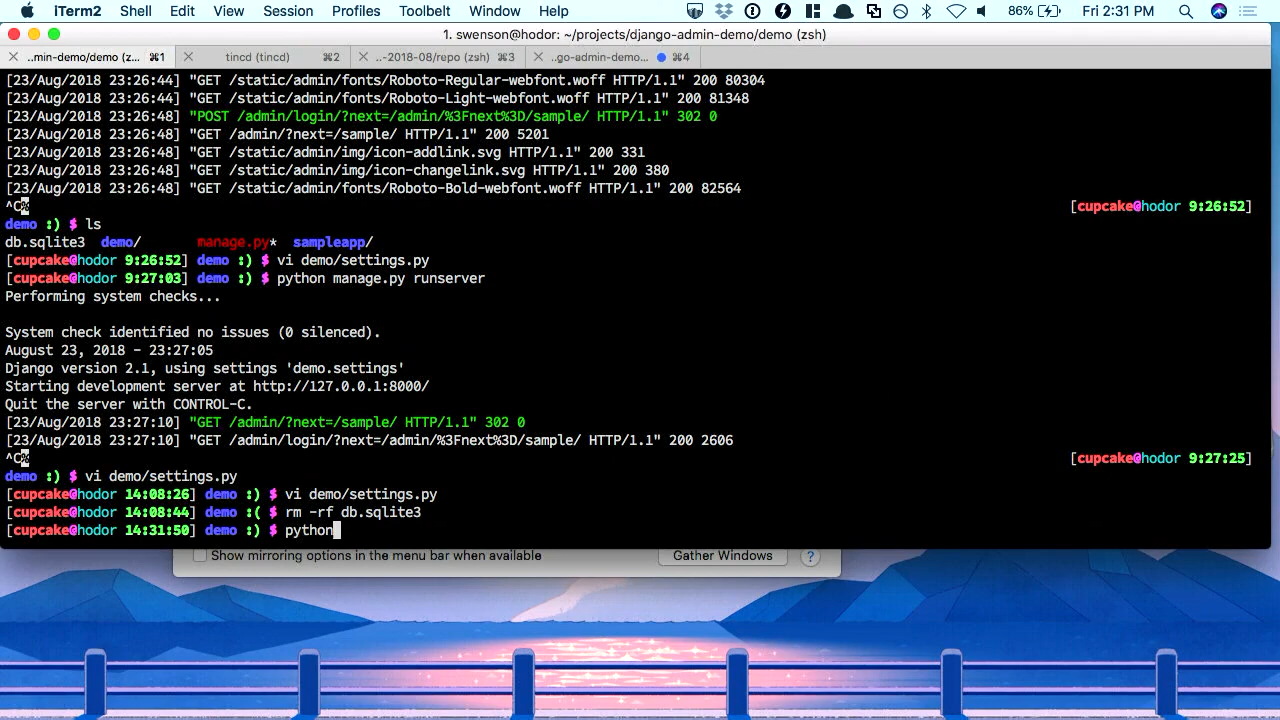 iTerm2 Shell Edit View Session Profiles Toolbelt Window Help 86% Fri 2:31 PM
1. swenson@hodor: ~/projects/django-admin-demo/demo (zsh)
..min-demo/demo (z... ⌘1 tincd (tincd) ⌘2 ..-2018-08/repo (zsh) ⌘3 ..go-admin-demo... ⌘4
[23/Aug/2018 23:26:44] "GET /static/admin/fonts/Roboto-Regular-webfont.woff HTTP/1.1" 200 80304
[23/Aug/2018 23:26:44] "GET /static/admin/fonts/Roboto-Light-webfont.woff HTTP/1.1" 200 81348
[23/Aug/2018 23:26:48] "POST /admin/login/?next=/admin/%3Fnext%3D/sample/ HTTP/1.1" 302 0
[23/Aug/2018 23:26:48] "GET /admin/?next=/sample/ HTTP/1.1" 200 5201
[23/Aug/2018 23:26:48] "GET /static/admin/img/icon-addlink.svg HTTP/1.1" 200 331
[23/Aug/2018 23:26:48] "GET /static/admin/img/icon-changelink.svg HTTP/1.1" 200 380
[23/Aug/2018 23:26:48] "GET /static/admin/fonts/Roboto-Bold-webfont.woff HTTP/1.1" 200 82564
^C% [cupcake@hodor 9:26:52]
demo :) $ ls
db.sqlite3 demo/ manage.py* sampleapp/
[cupcake@hodor 9:26:52] demo :) $ vi demo/settings.py
[cupcake@hodor 9:27:03] demo :) $ python manage.py runserver
Performing system checks...
System check identified no issues (0 silenced).
August 23, 2018 - 23:27:05
Django version 2.1, using settings 'demo.settings'
Starting development server at http://127.0.0.1:8000/
Quit the server with CONTROL-C.
[23/Aug/2018 23:27:10] "GET /admin/?next=/sample/ HTTP/1.1" 302 0
[23/Aug/2018 23:27:10] "GET /admin/login/?next=/admin/%3Fnext%3D/sample/ HTTP/1.1" 200 2606
^C% [cupcake@hodor 9:27:25]
demo :) $ vi demo/settings.py
[cupcake@hodor 14:08:26] demo :) $ vi demo/settings.py
[cupcake@hodor 14:08:44] demo :( $ rm -rf db.sqlite3
[cupcake@hodor 14:31:50] demo :) $ python
Show mirroring options in the menu bar when available Gather Windows ?